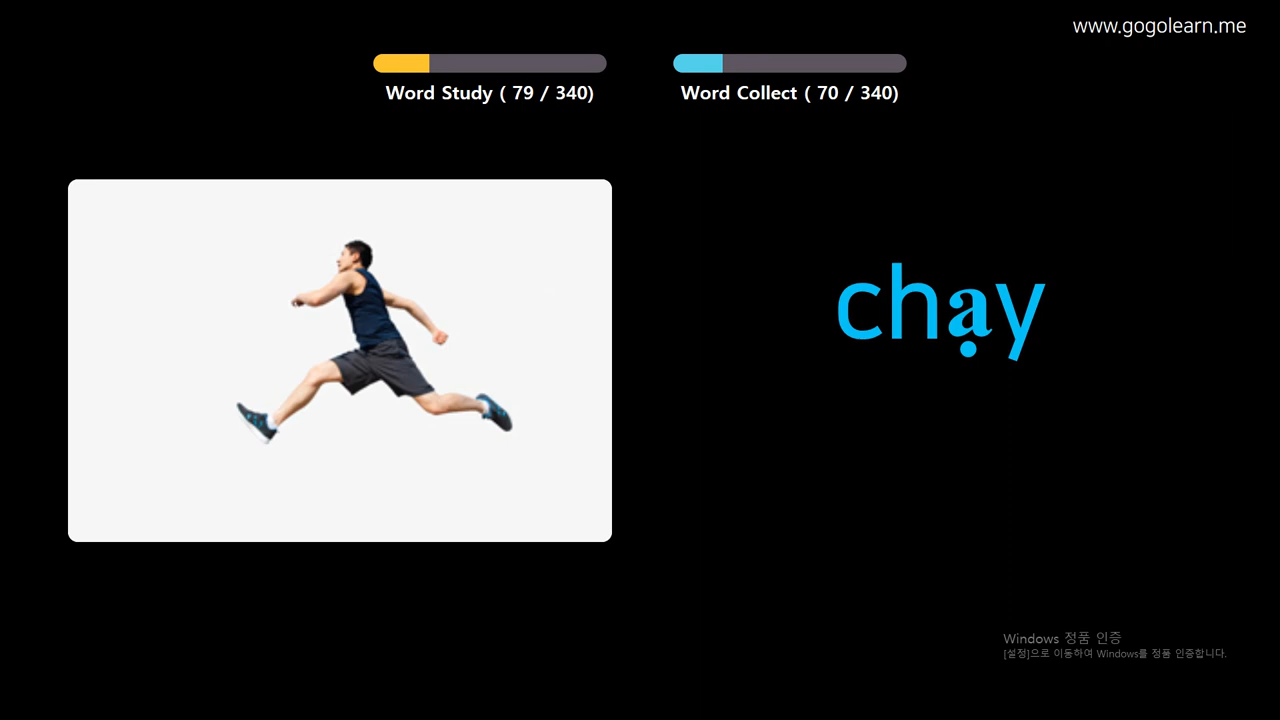 www.gogolearn.me
Word Study ( 79 / 340)
Word Collect ( 70 / 340)
chạy
Windows 정품 인증
[설정]으로 이동하여 Windows를 정품 인증합니다.